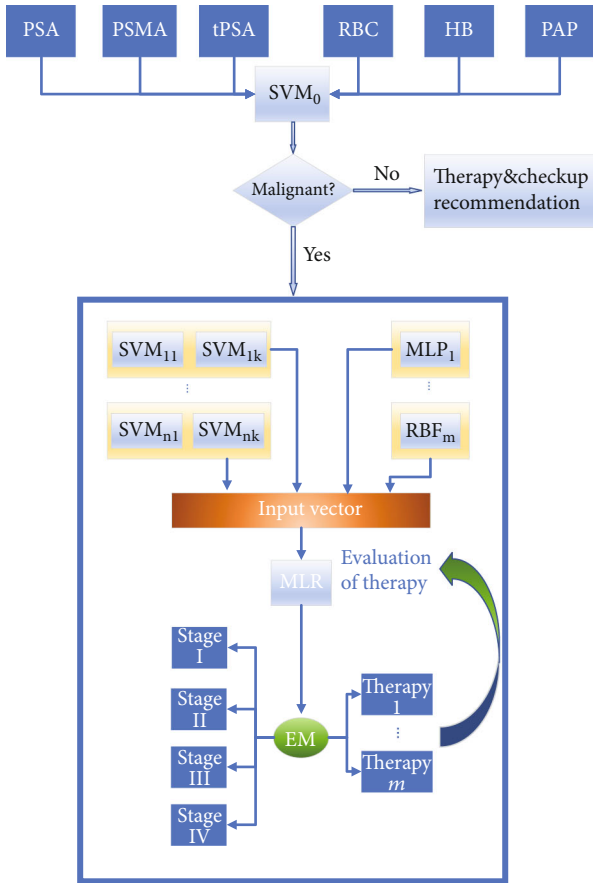 PSA PSMA tPSA RBC HB PAP
SVM₀
Malignant?
No
Therapy&checkup
recommendation
Yes
SVM₁₁ SVM₁ₖ
MLP₁
⋮
⋮
SVMₙ₁ SVMₙₖ
RBFₘ
Input vector
MLR
Evaluation
of therapy
Stage
I
Stage
II
Stage
III
Stage
IV
EM
Therapy
1
⋮
Therapy
m